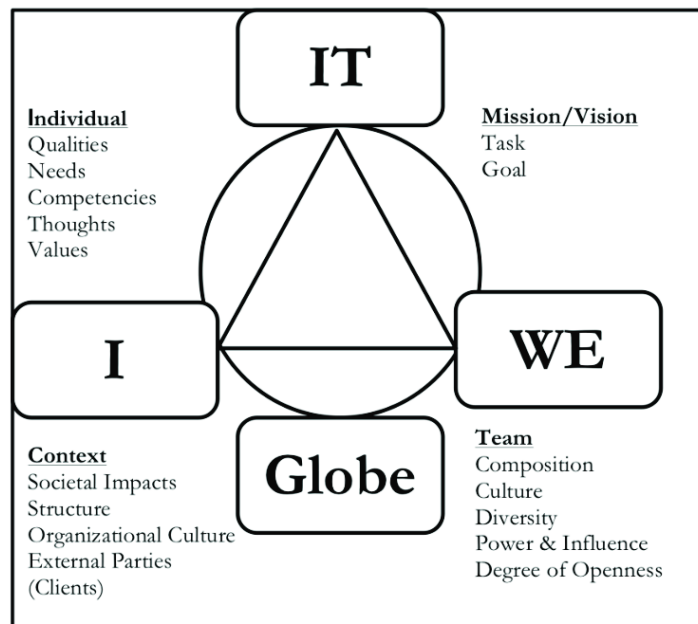 IT
Individual
Qualities
Needs
Competencies
Thoughts
Values
Mission/Vision
Task
Goal
I
WE
Context
Societal Impacts
Structure
Organizational Culture
External Parties
(Clients)
Globe
Team
Composition
Culture
Diversity
Power & Influence
Degree of Openness